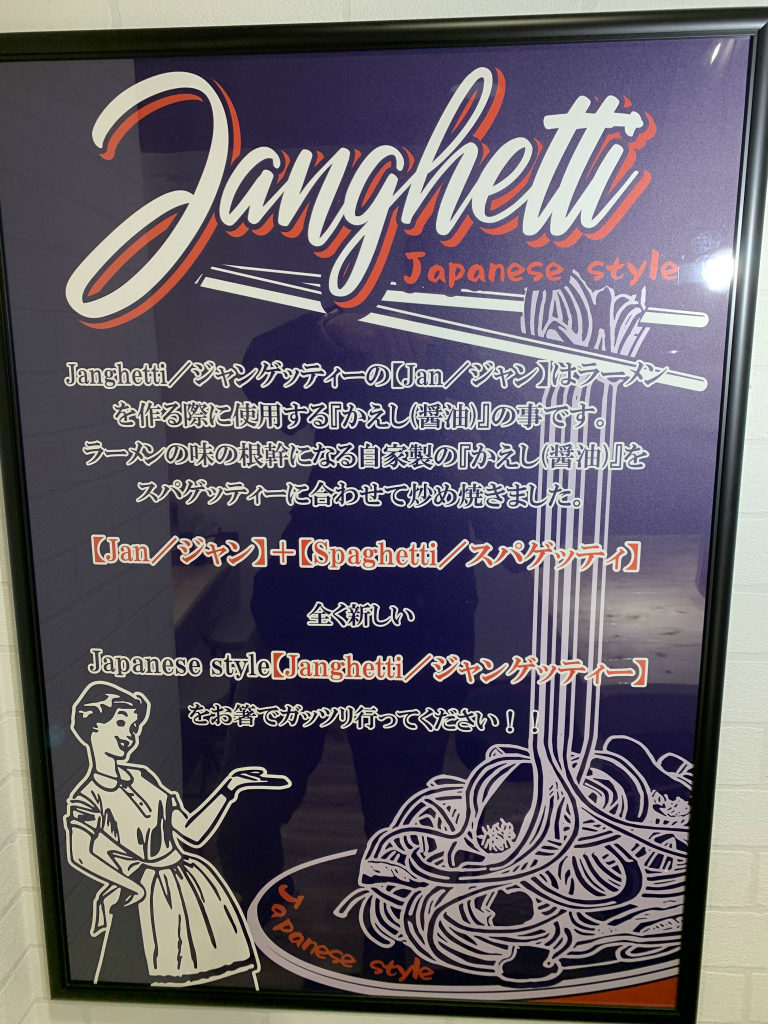 Janghetti
Japanese style
Janghetti／ジャンゲッティーの【Jan／ジャン】はラーメン
を作る際に使用する『かえし(醤油)』の事です。
ラーメンの味の根幹になる自家製の『かえし(醤油)』を
スパゲッティーに合わせて炒め焼きました。
【Jan／ジャン】＋【Spaghetti／スパゲッティ】
全く新しい
Japanese style【Janghetti／ジャンゲッティー】
をお箸でガッツリ行ってください！！
Japanese style